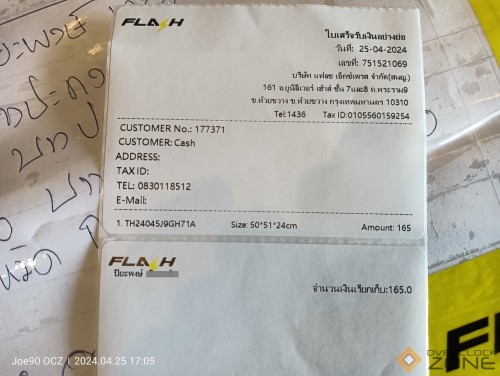 FLASH
ใบเสร็จรับเงินอย่างย่อ
วันที่: 25-04-2024
เลขที่: 751521069
บริษัท แฟลช เอ็กซ์เพรส จำกัด(สนญ.)
161 ยูนิลีเวอร์ เฮ้าส์ ชั้น 7และ8 ถ.พระราม9
ข.ห้วยขวาง ข.ห้วยขวาง กรุงเทพมหานคร 10310
Tel:1436 Tax ID:0105560159254
CUSTOMER No.: 177371
CUSTOMER: Cash
ADDRESS:
TAX ID:
TEL: 0830118512
E-Mail:
1. TH24045J9GH71A Size: 50*51*24cm Amount: 165
FLASH
ปิยะพงษ์
จำนวนเงินเรียกเก็บ:165.0
Joe90 OCZ | 2024.04.25 17:05
OVERCLOCK
ZONE